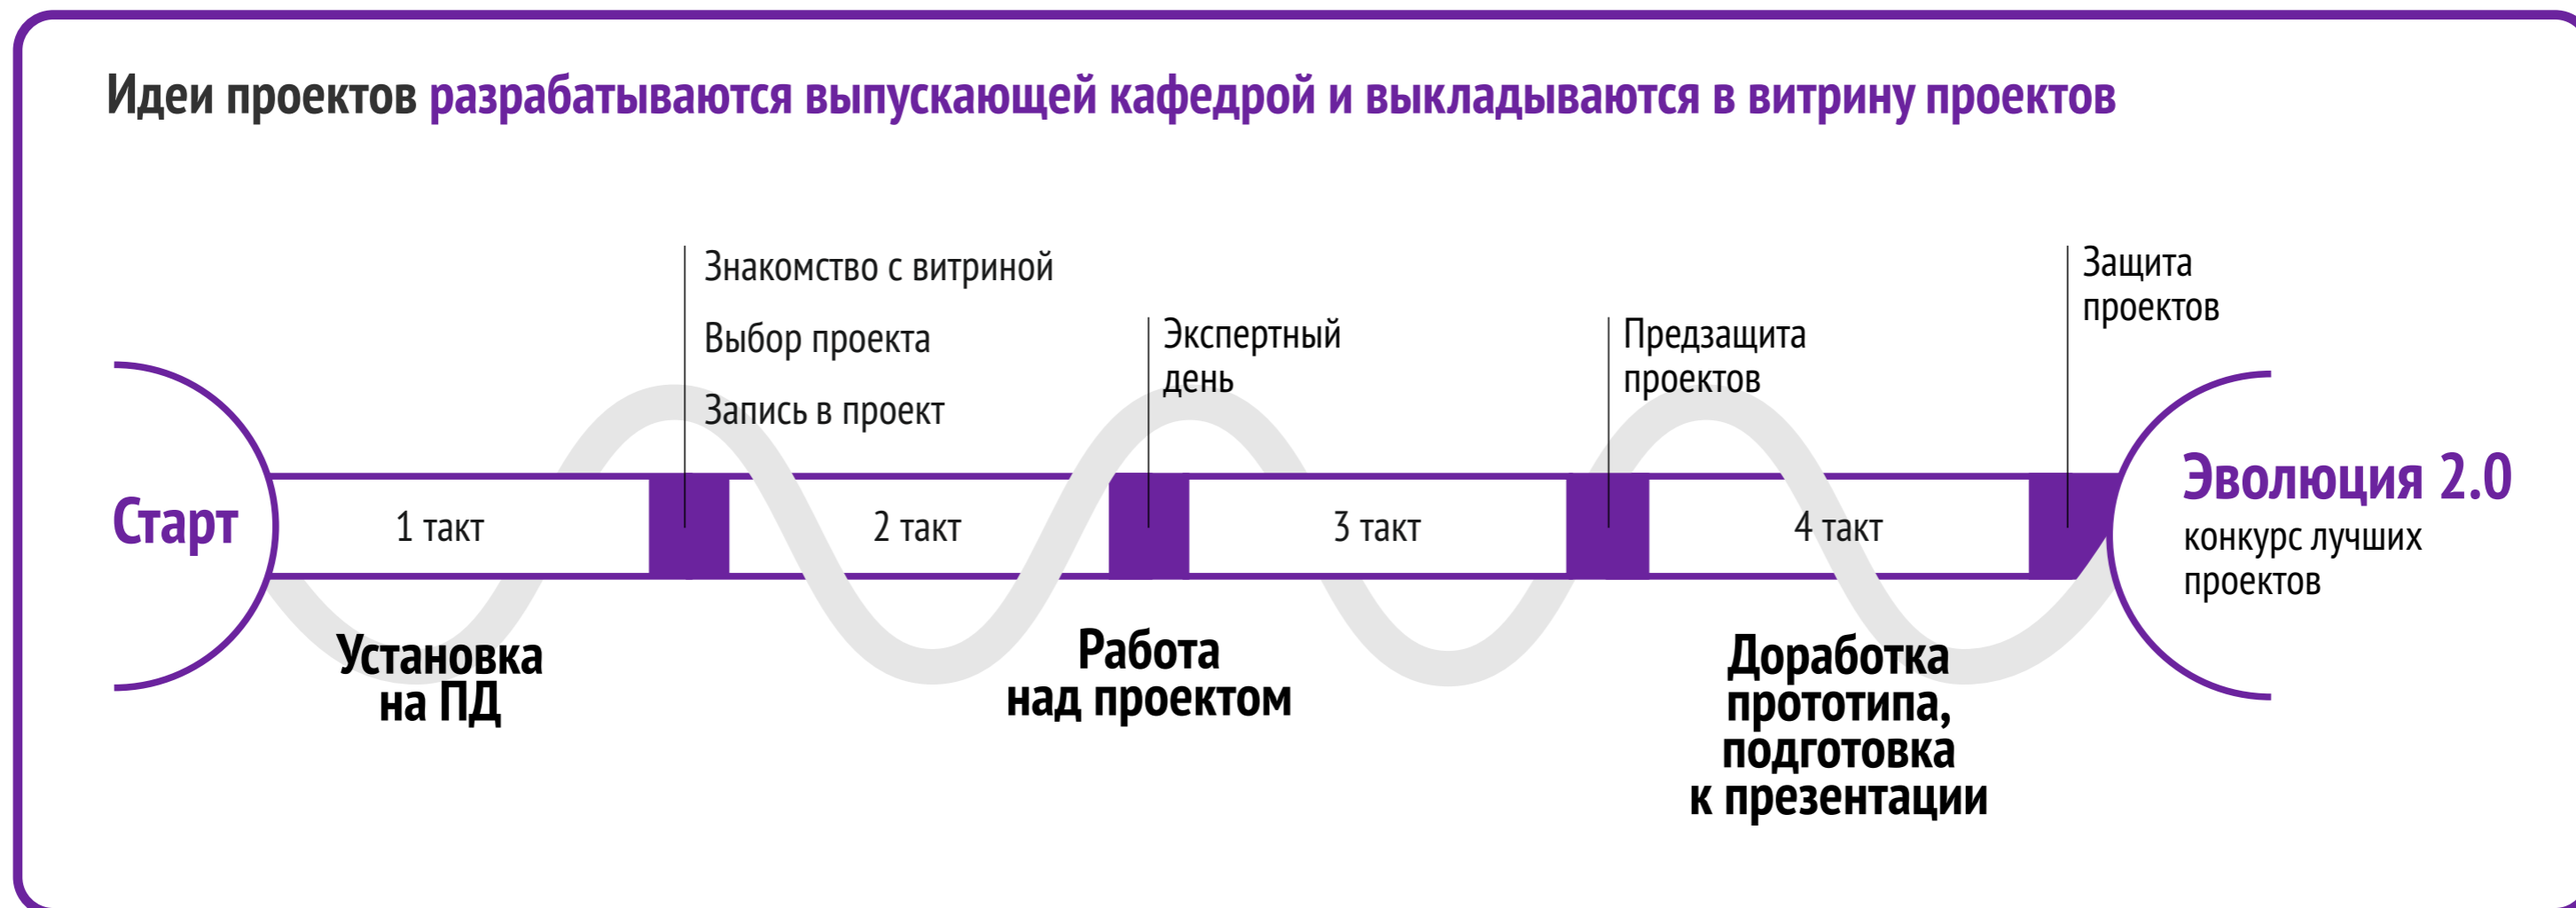 Идеи проектов разрабатываются выпускающей кафедрой и выкладываются в витрину проектов
Знакомство с витриной
Выбор проекта
Запись в проект
Экспертный
день
Предзащита
проектов
Защита
проектов
Старт
1 такт
2 такт
3 такт
4 такт
Эволюция 2.0
конкурс лучших
проектов
Установка
на ПД
Работа
над проектом
Доработка
прототипа,
подготовка
к презентации